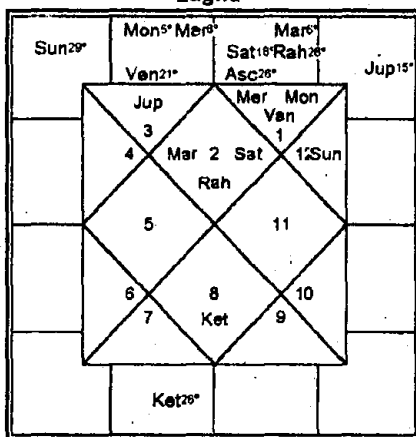 Lagna
Mon5° Mer8° Mar6°
Sun29° Sat18° Rah26° Jup15°
Ven21° Asc26°
Jup Mer Mon
Ven
3 1
4 Mar 2 Sat 12 Sun
Rah
5 11
6 8 10
7 Ket 9
Ket26°